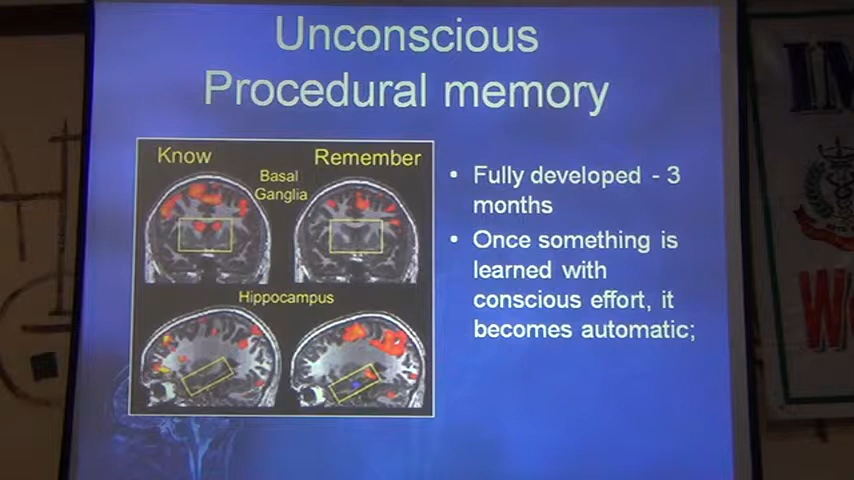 Unconscious
Procedural memory
Know
Remember
Basal
Ganglia
Hippocampus
• Fully developed - 3
months
• Once something is
learned with
conscious effort, it
becomes automatic;